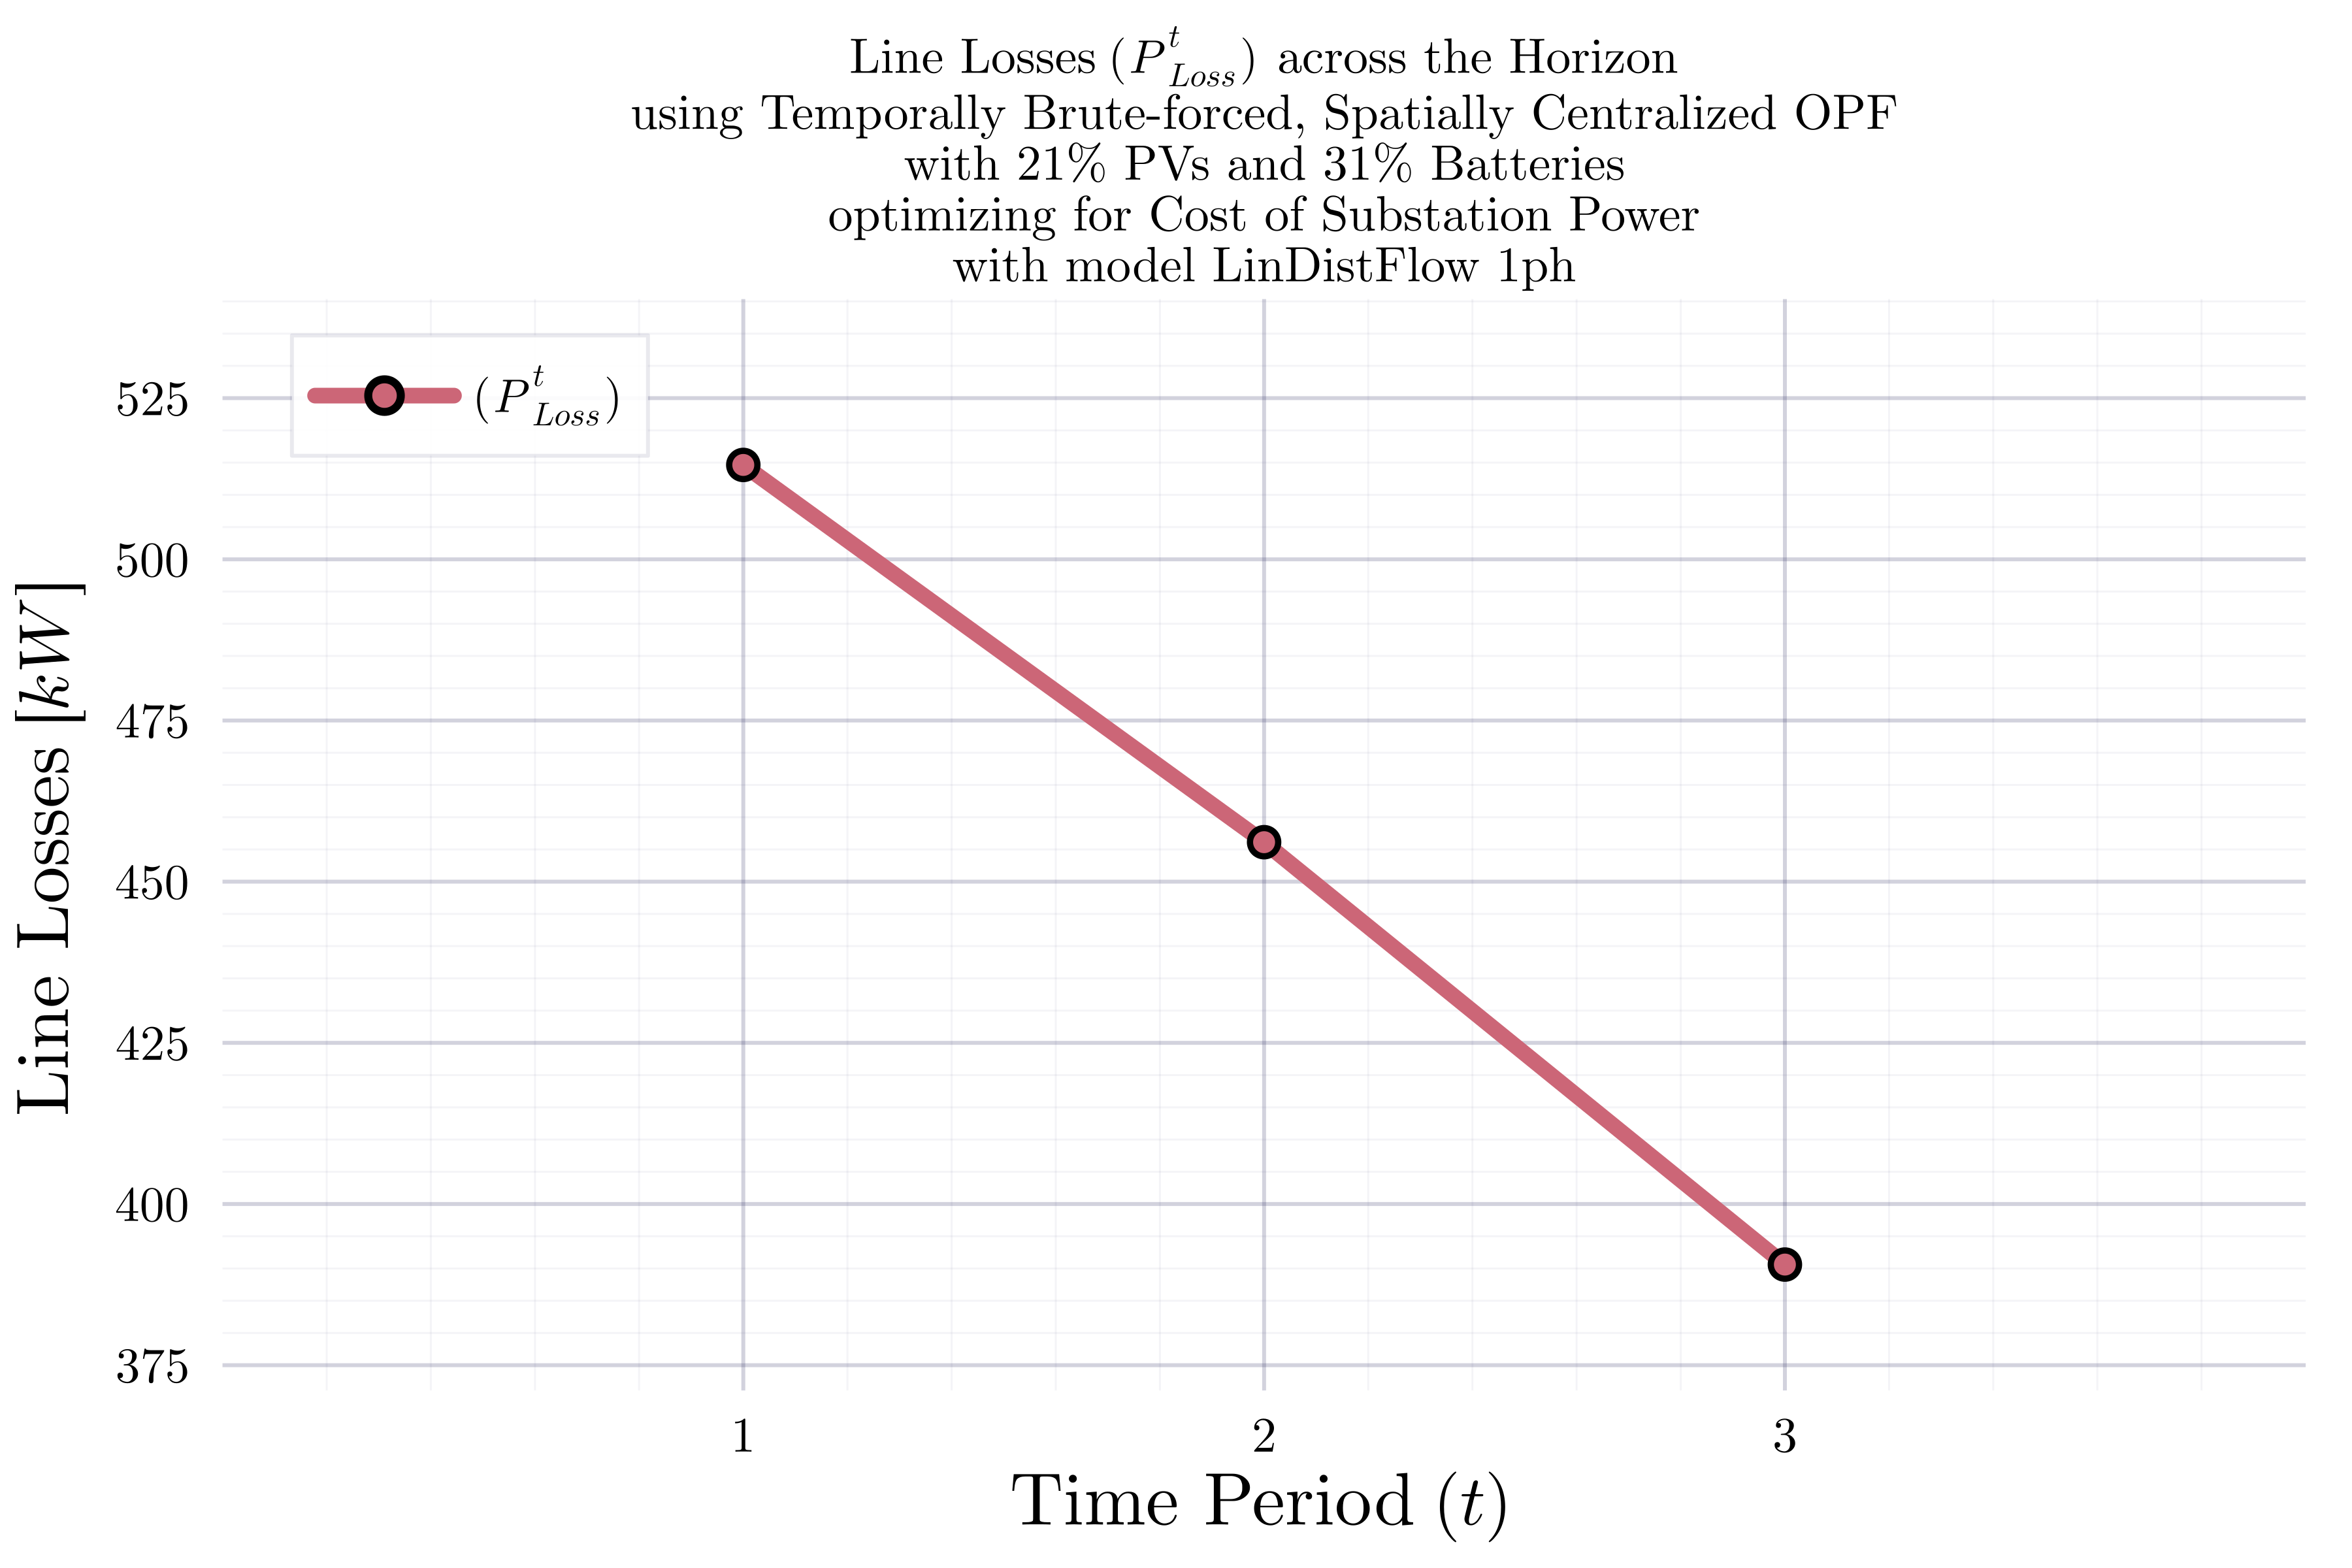 Line Losses (P^t_Loss) across the Horizon
using Temporally Brute-forced, Spatially Centralized OPF
with 21% PVs and 31% Batteries
optimizing for Cost of Substation Power
with model LinDistFlow 1ph
(P^t_Loss)
Line Losses [kW]
525
500
475
450
425
400
375
1 2 3
Time Period (t)